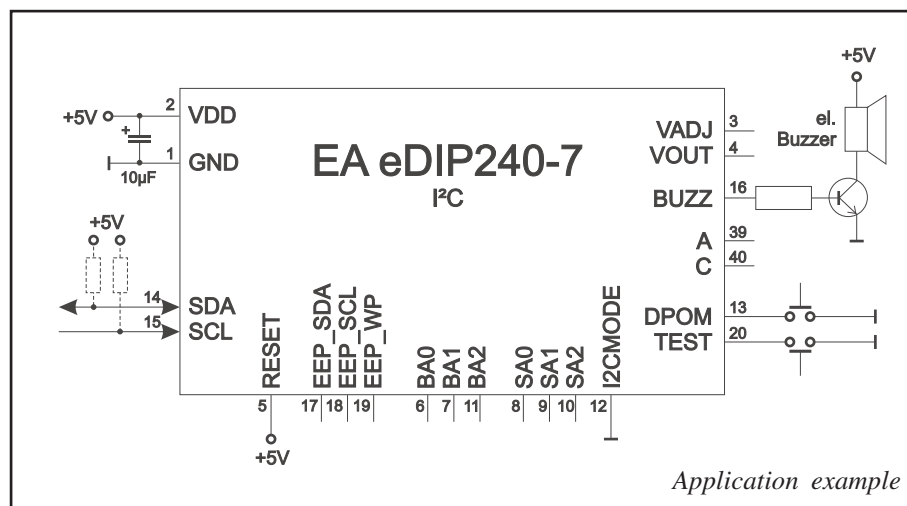 +5V
el.
Buzzer
+5V
2
VDD
+
10µF
1
GND
EA eDIP240-7
I²C
VADJ
3
VOUT
4
BUZZ
16
A
39
C
40
+5V
14
SDA
15
SCL
DPOM
13
TEST
20
RESET
EEP_SDA
EEP_SCL
EEP_WP
BA0
BA1
BA2
SA0
SA1
SA2
I2CMODE
5
17
18
19
6
7
11
8
9
10
12
+5V
Application example